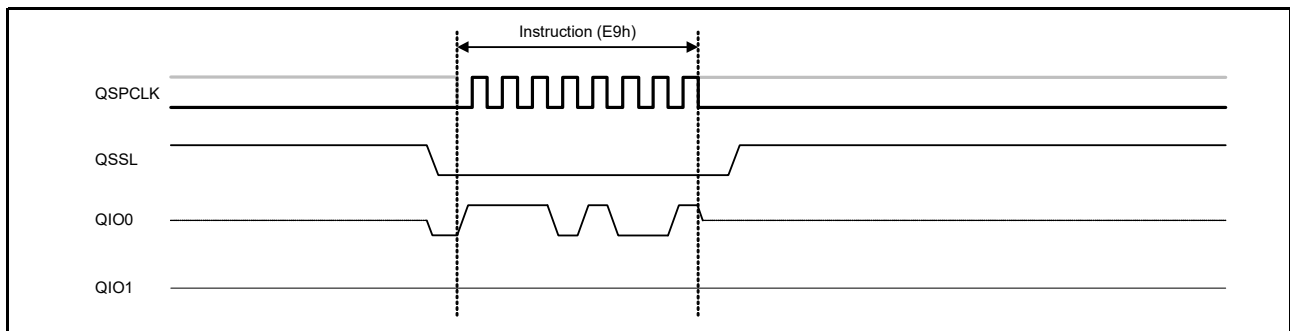 Instruction (E9h)
QSPCLK
QSSL
QIO0
QIO1